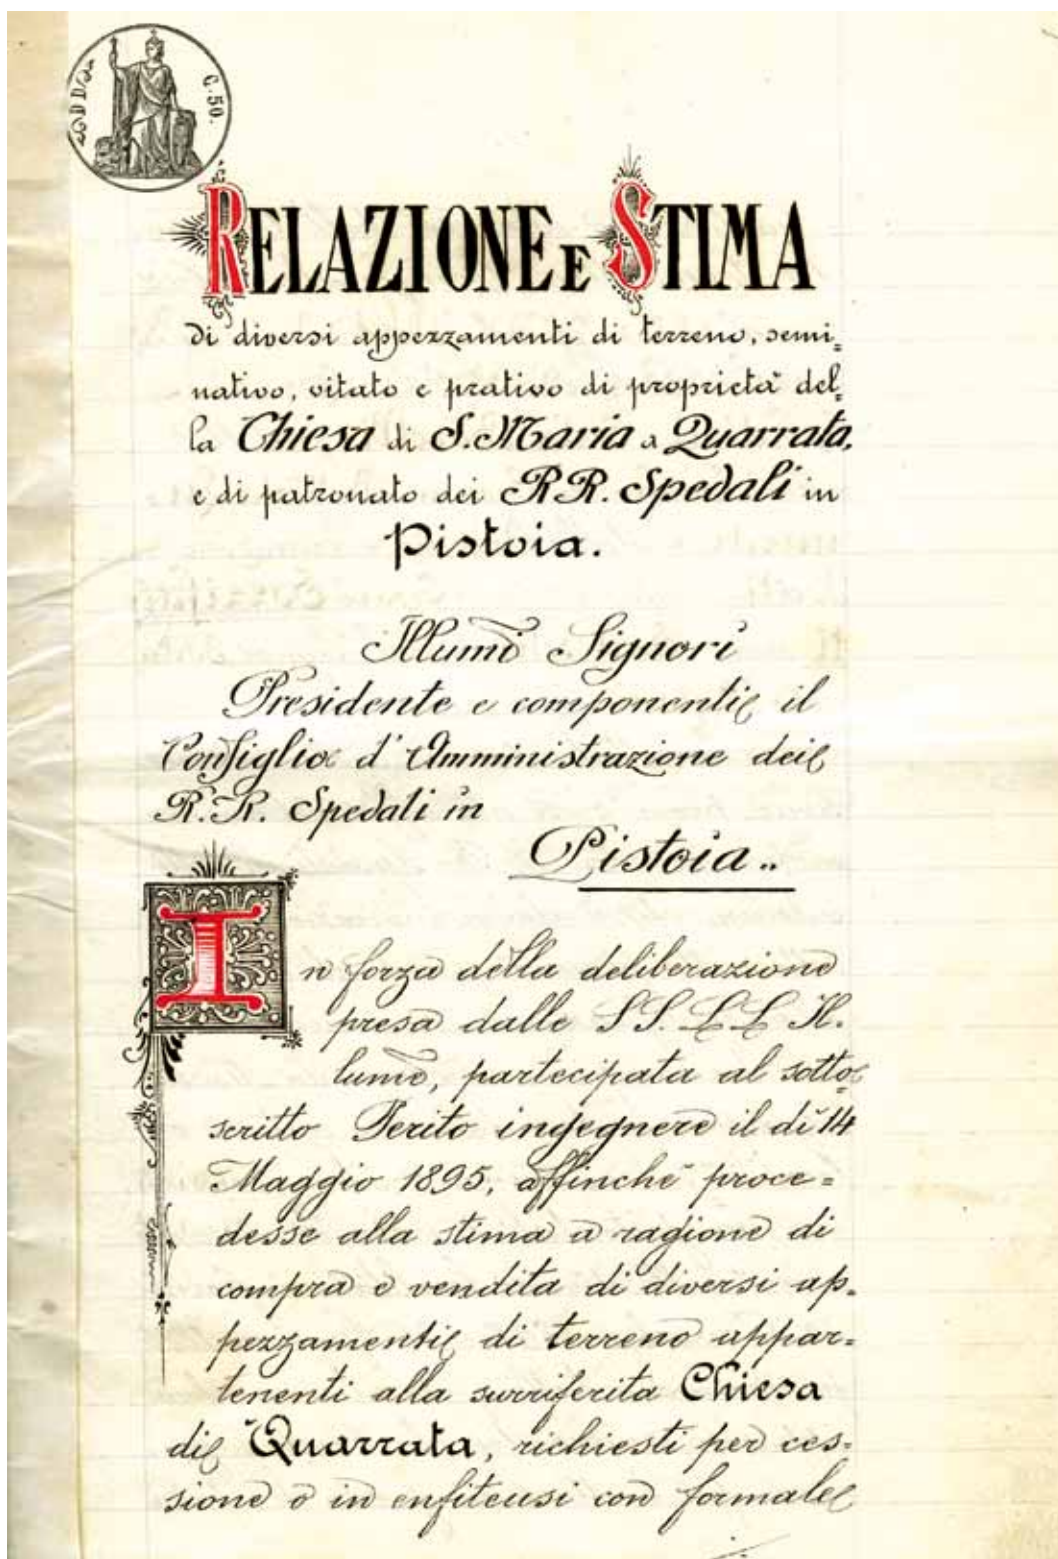 C. 50.
RELAZIONE E STIMA
di diversi appezzamenti di terreno, semi=
nativo, vitato e prativo di proprietà del=
la Chiesa di S. Maria a Quarrata,
e di patronato dei RR. Spedali in
Pistoia.
Illumi Signori
Presidente e componenti il
Consiglio d'Amministrazione dei
R. R. Spedali in
Pistoia..
In forza della deliberazione
presa dalle SS. LL Il.
lume, partecipata al sotto=
scritto Perito ingegnere il dì 14
Maggio 1895, affinchè proce=
desse alla stima a ragione di
compra e vendita di diversi ap=
pezzamenti di terreno appar=
tenenti alla surriferita Chiesa
di Quarrata, richiesti per ces=
sione o in enfiteusi con formale